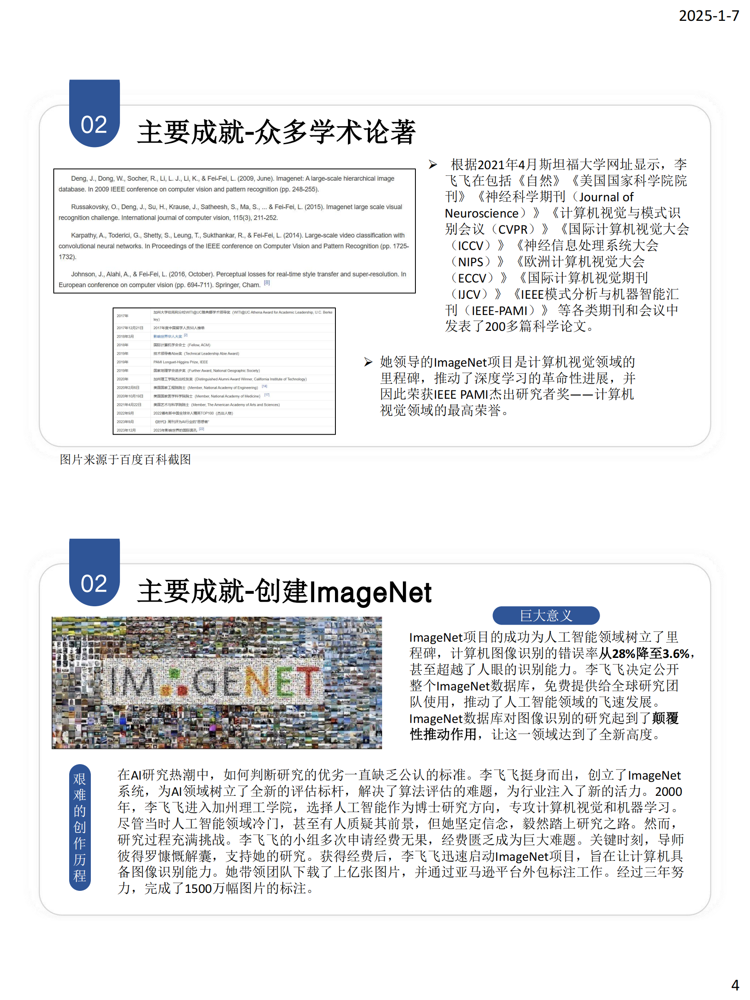 2025-1-7
02
主要成就-众多学术论著
Deng, J., Dong, W., Socher, R., Li, L. J., Li, K., & Fei-Fei, L. (2009, June). Imagenet: A large-scale hierarchical image
database. In 2009 IEEE conference on computer vision and pattern recognition (pp. 248-255).
Russakovsky, O., Deng, J., Su, H., Krause, J., Satheesh, S., Ma, S., ... & Fei-Fei, L. (2015). Imagenet large scale visual
recognition challenge. International journal of computer vision, 115(3), 211-252.
Karpathy, A., Toderici, G., Shetty, S., Leung, T., Sukthankar, R., & Fei-Fei, L. (2014). Large-scale video classification with
convolutional neural networks. In Proceedings of the IEEE conference on Computer Vision and Pattern Recognition (pp. 1725-
1732).
Johnson, J., Alahi, A., & Fei-Fei, L. (2016, October). Perceptual losses for real-time style transfer and super-resolution. In
European conference on computer vision (pp. 694-711). Springer, Cham. [8]
2017年 加州大学伯克利分校WITI@UC雅典娜学术领导奖 (WITI@UC Athena Award for Academic Leadership, U.C. Berke
ley)
2017年12月21日 2017年度中国留学人员50人榜单
2018年3月 影响世界华人大奖 [2]
2018年 国际计算机学会会士 (Fellow, ACM)
2019年 技术领导者Abie奖 (Technical Leadership Abie Award)
2019年 PAMI Longuet-Higgins Prize, IEEE
2019年 国家地理学会进步奖 (Further Award, National Geographic Society)
2020年 加州理工学院杰出校友奖 (Distinguished Alumni Award Winner, California Institute of Technology)
2020年2月6日 美国国家工程院院士 (Member, National Academy of Engineering) [14]
2020年10月19日 美国国家医学科学院院士 (Member, National Academy of Medicine) [17]
2021年4月22日 美国艺术与科学院院士 (Member, The American Academy of Arts and Sciences)
2022年9月 2022福布斯中国全球华人精英TOP100 (杰出人物)
2023年9月 《时代》周刊评为AI行业的"思想者"
2023年12月 2023年影响世界的国际面孔 [22]
➢ 根据2021年4月斯坦福大学网址显示，李
飞飞在包括《自然》《美国国家科学院院
刊》《神经科学期刊（Journal of
Neuroscience）》《计算机视觉与模式识
别会议（CVPR）》《国际计算机视觉大会
（ICCV）》《神经信息处理系统大会
（NIPS）》《欧洲计算机视觉大会
（ECCV）》《国际计算机视觉期刊
（IJCV）》《IEEE模式分析与机器智能汇
刊（IEEE-PAMI）》 等各类期刊和会议中
发表了200多篇科学论文。
➢ 她领导的ImageNet项目是计算机视觉领域的
里程碑，推动了深度学习的革命性进展，并
因此荣获IEEE PAMI杰出研究者奖——计算机
视觉领域的最高荣誉。
图片来源于百度百科截图
02
主要成就-创建ImageNet
IMAGENET
巨大意义
ImageNet项目的成功为人工智能领域树立了里
程碑，计算机图像识别的错误率从28%降至3.6%，
甚至超越了人眼的识别能力。李飞飞决定公开
整个ImageNet数据库，免费提供给全球研究团
队使用，推动了人工智能领域的飞速发展。
ImageNet数据库对图像识别的研究起到了颠覆
性推动作用，让这一领域达到了全新高度。
艰难的创作历程
在AI研究热潮中，如何判断研究的优劣一直缺乏公认的标准。李飞飞挺身而出，创立了ImageNet
系统，为AI领域树立了全新的评估标杆，解决了算法评估的难题，为行业注入了新的活力。2000
年，李飞飞进入加州理工学院，选择人工智能作为博士研究方向，专攻计算机视觉和机器学习。
尽管当时人工智能领域冷门，甚至有人质疑其前景，但她坚定信念，毅然踏上研究之路。然而，
研究过程充满挑战。李飞飞的小组多次申请经费无果，经费匮乏成为巨大难题。关键时刻，导师
彼得罗慷慨解囊，支持她的研究。获得经费后，李飞飞迅速启动ImageNet项目，旨在让计算机具
备图像识别能力。她带领团队下载了上亿张图片，并通过亚马逊平台外包标注工作。经过三年努
力，完成了1500万幅图片的标注。
4